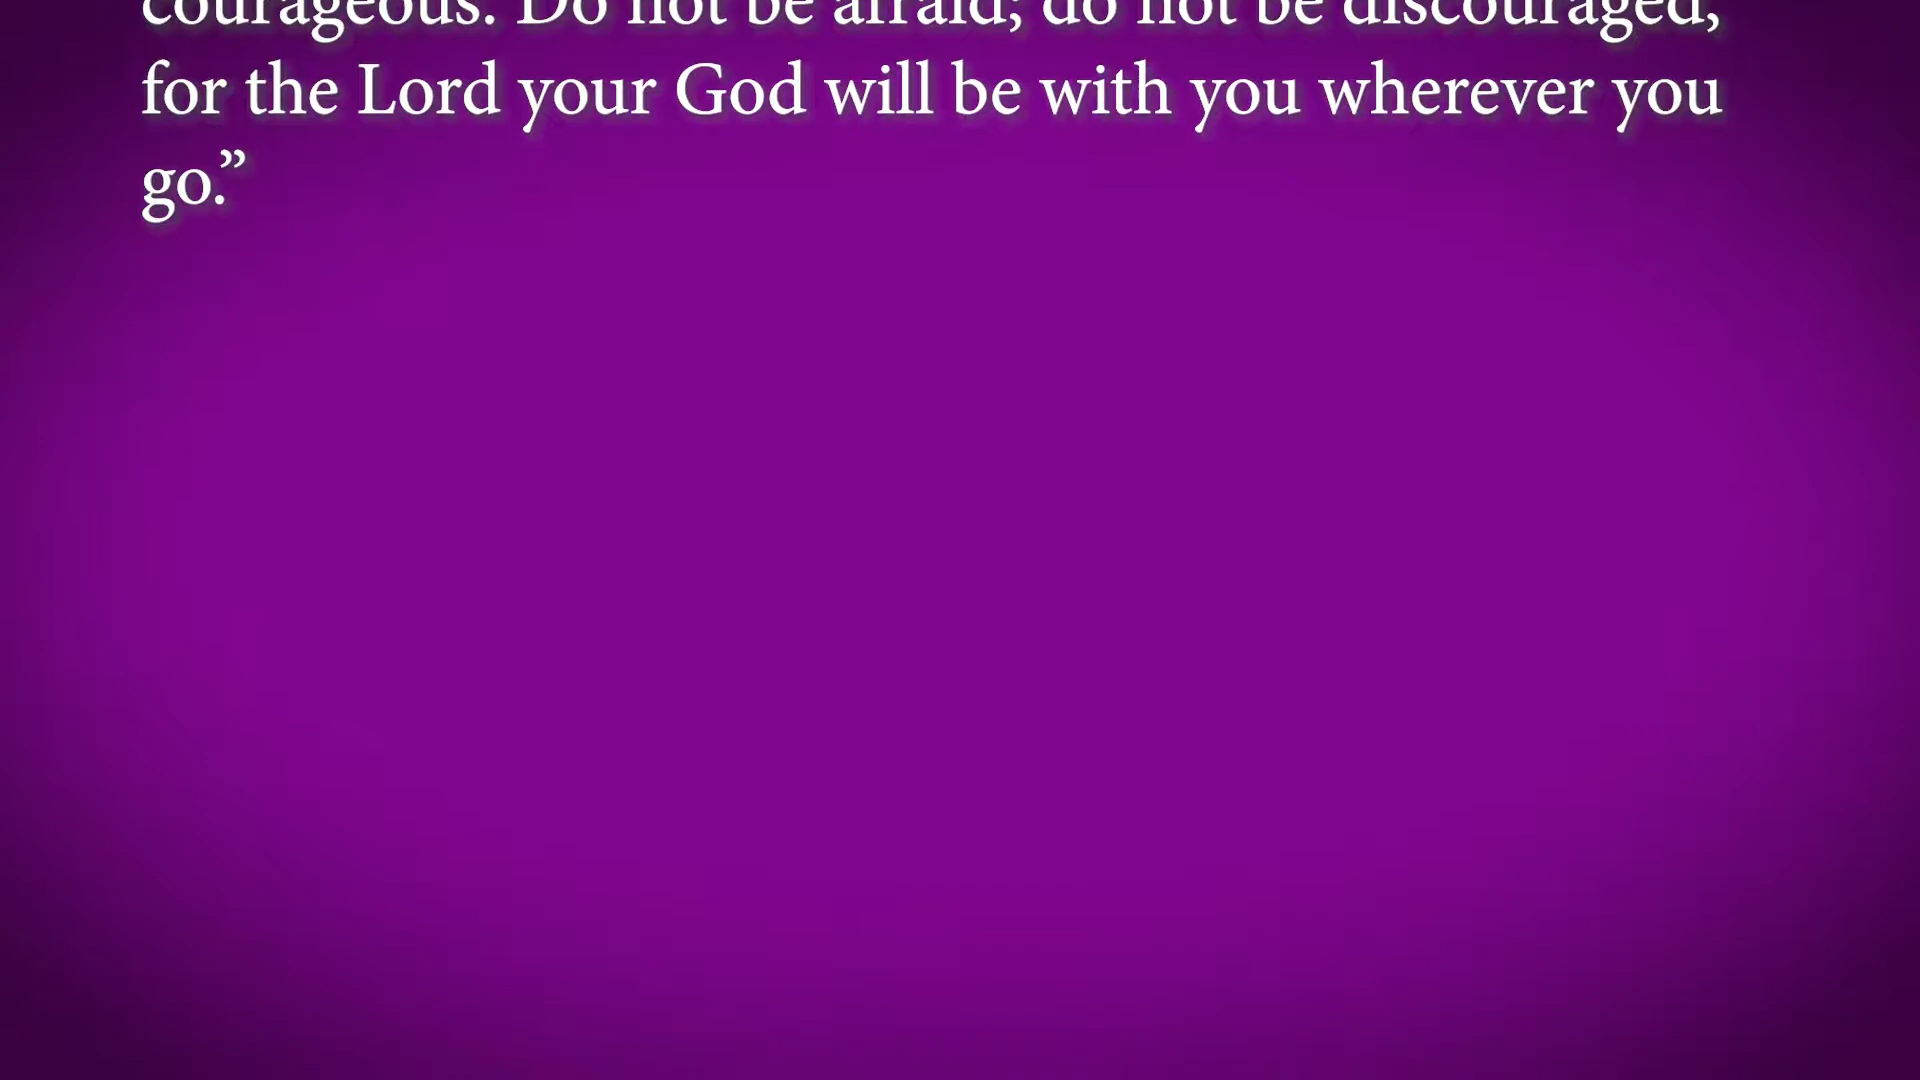 courageous. Do not be afraid; do not be discouraged,
for the Lord your God will be with you wherever you
go.”